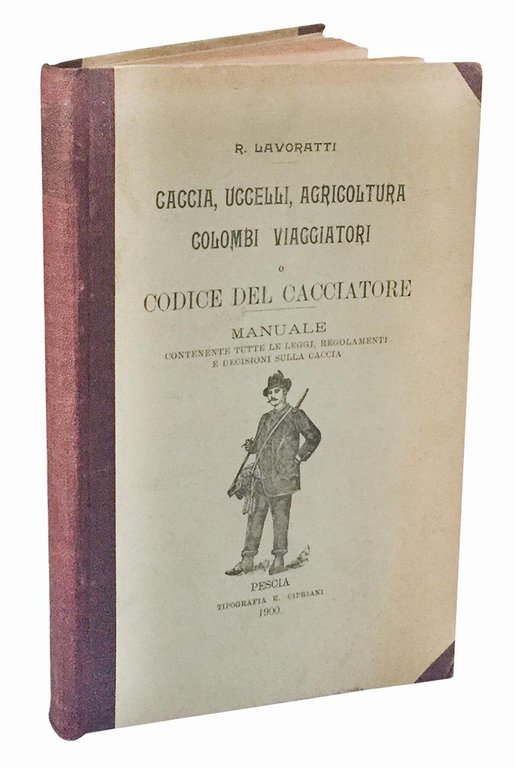 R. LAVORATTI
CACCIA, UCCELLI, AGRICOLTURA
COLOMBI VIAGGIATORI
O
CODICE DEL CACCIATORE
MANUALE
CONTENENTE TUTTE LE LEGGI, REGOLAMENTI
E DECISIONI SULLA CACCIA
PESCIA
TIPOGRAFIA E. CIPRIANI
1900.